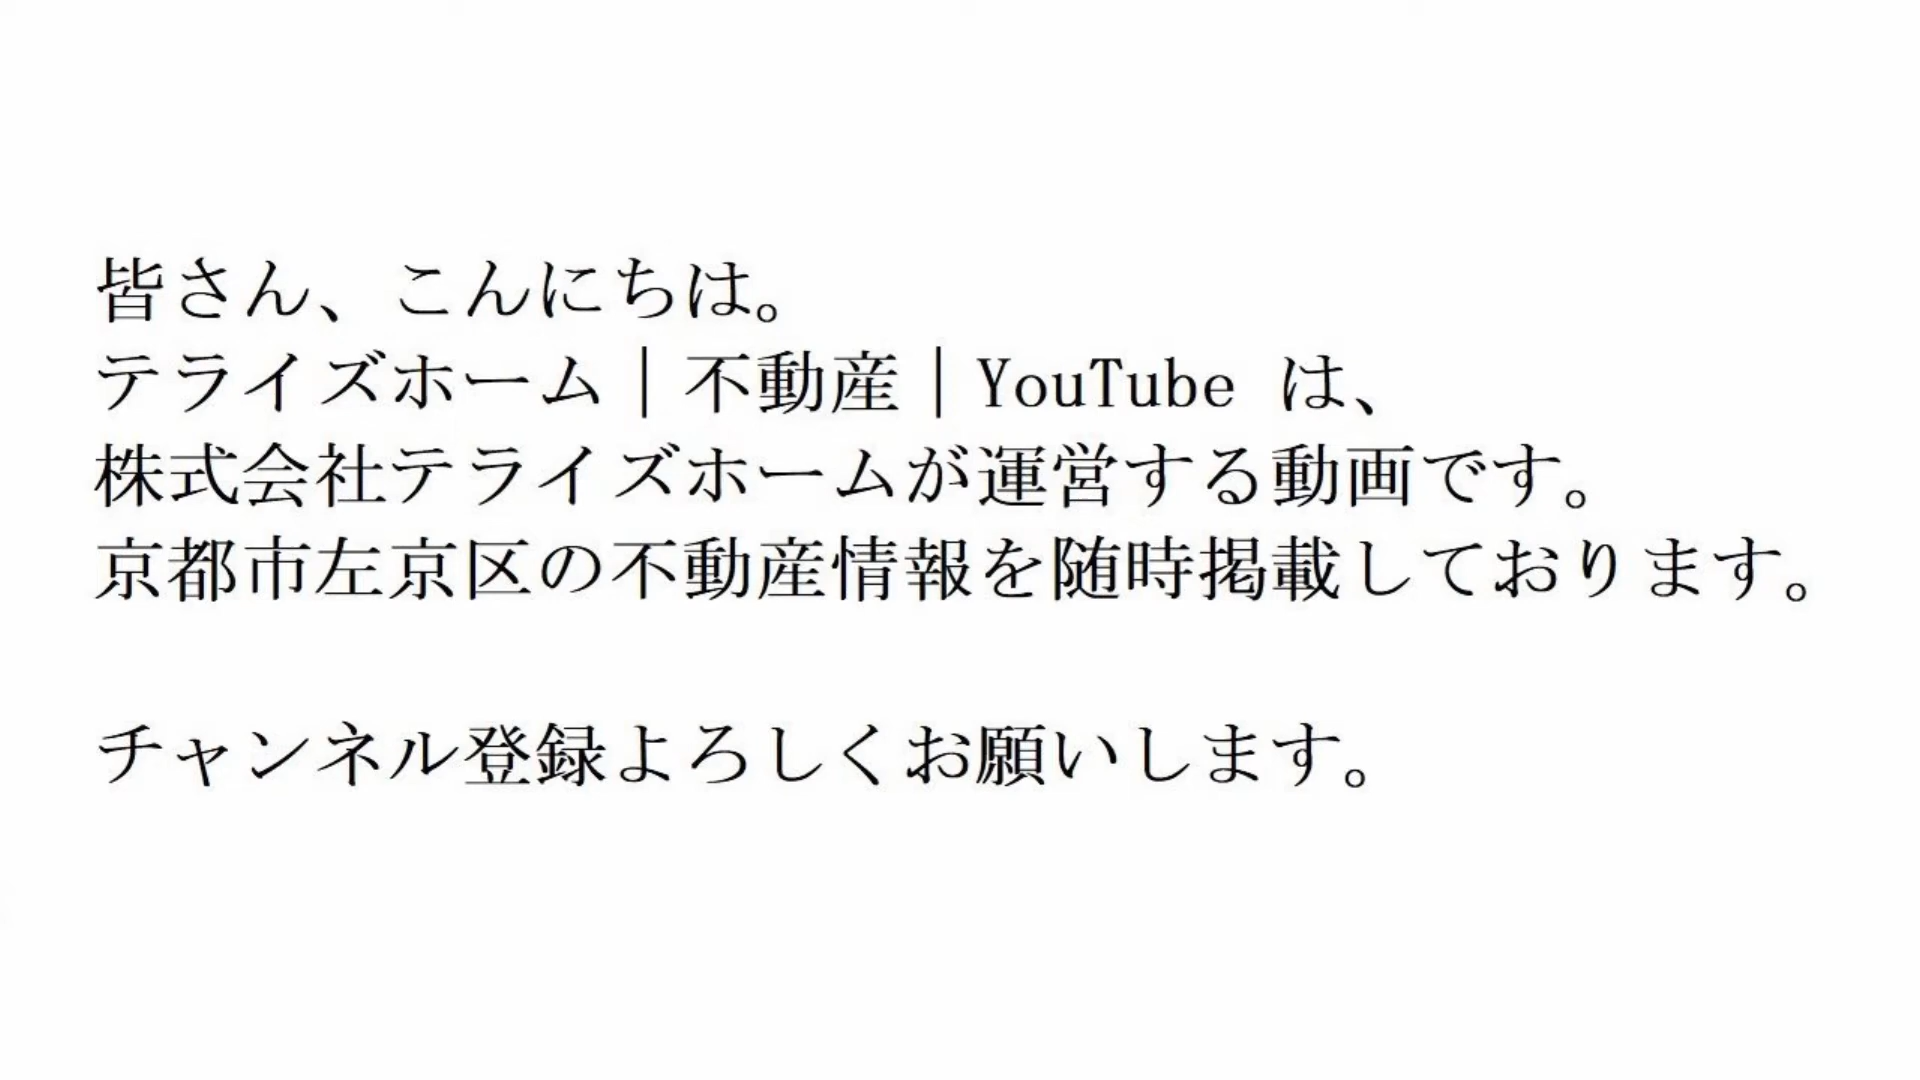 皆さん、こんにちは。
テライズホーム｜不動産｜YouTube は、
株式会社テライズホームが運営する動画です。
京都市左京区の不動産情報を随時掲載しております。
チャンネル登録よろしくお願いします。